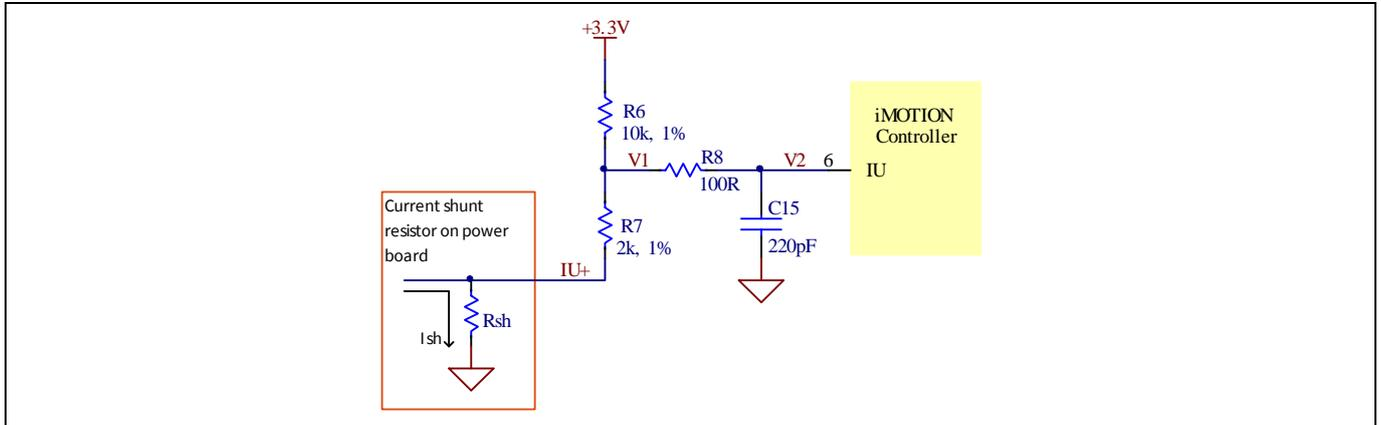 +3.3V
R6
10k, 1%
iMOTION
Controller
V1
R8
100R
V2
6
IU
Current shunt
resistor on power
board
R7
2k, 1%
C15
220pF
IU+
Rsh
Ish